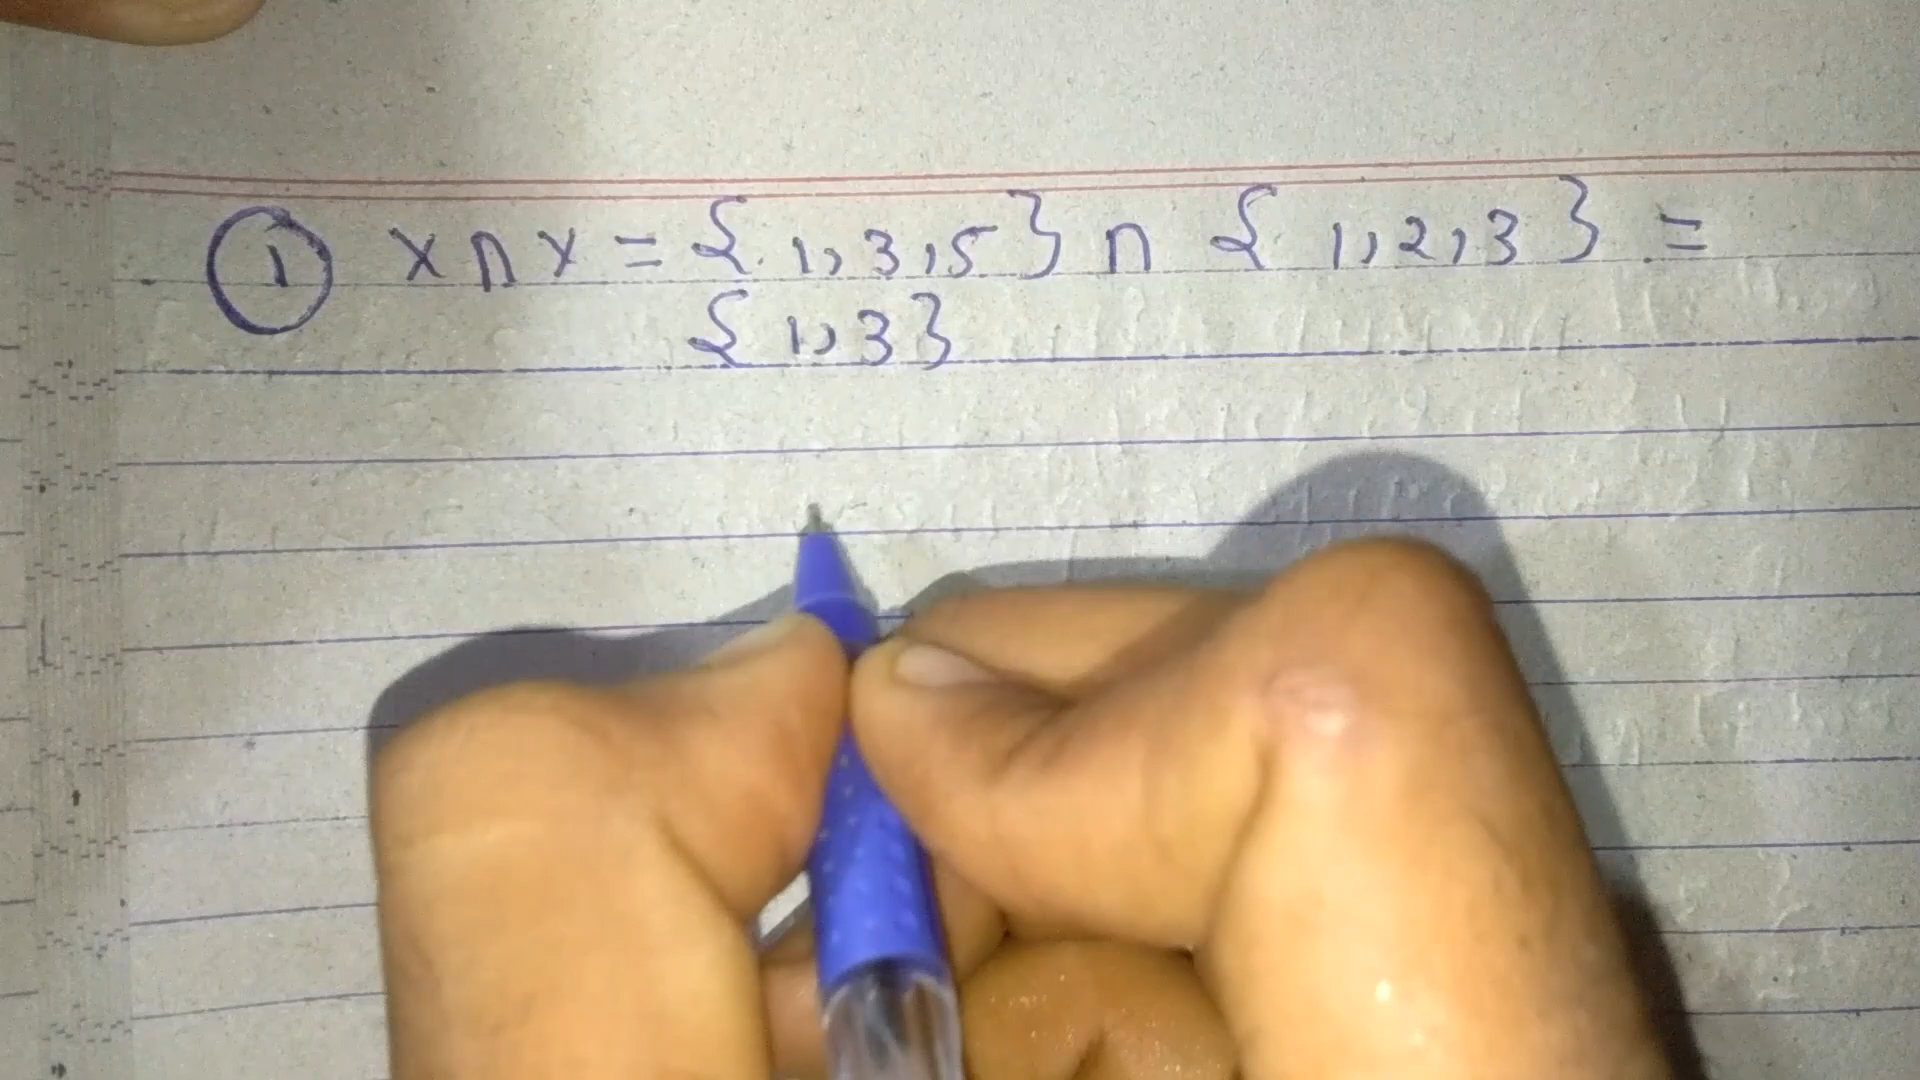 ① X ∩ Y = { 1, 3, 5 } ∩ { 1, 2, 3 } =
{ 1, 3 }